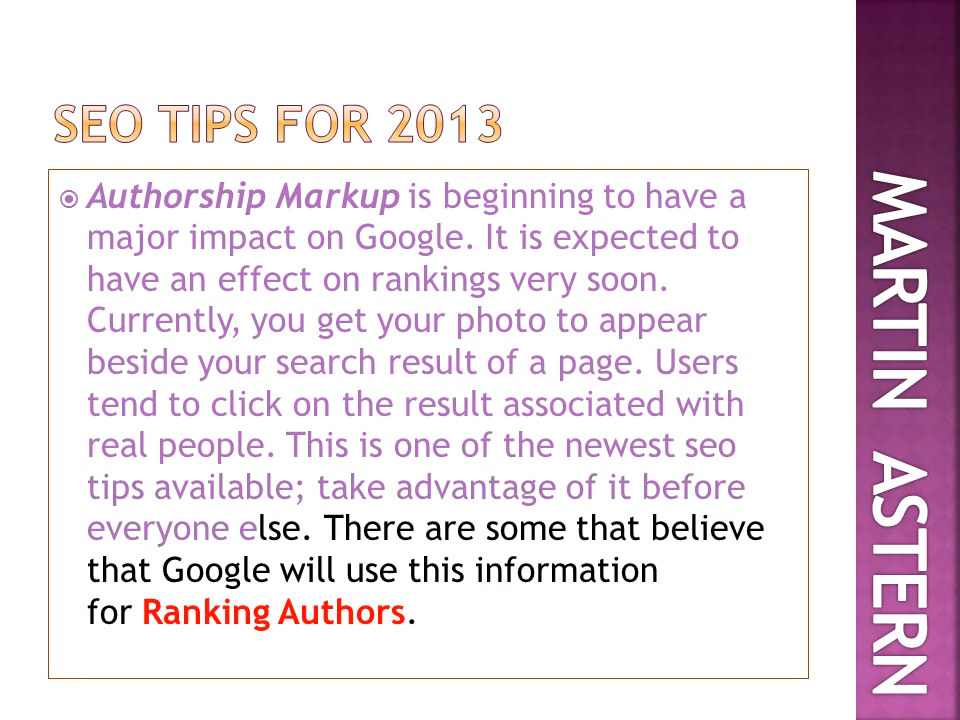 SEO TIPS FOR 2013
Authorship Markup is beginning to have a
major impact on Google. It is expected to
have an effect on rankings very soon.
Currently, you get your photo to appear
beside your search result of a page. Users
tend to click on the result associated with
real people. This is one of the newest seo
tips available; take advantage of it before
everyone else. There are some that believe
that Google will use this information
for Ranking Authors.
MARTIN ASTERN